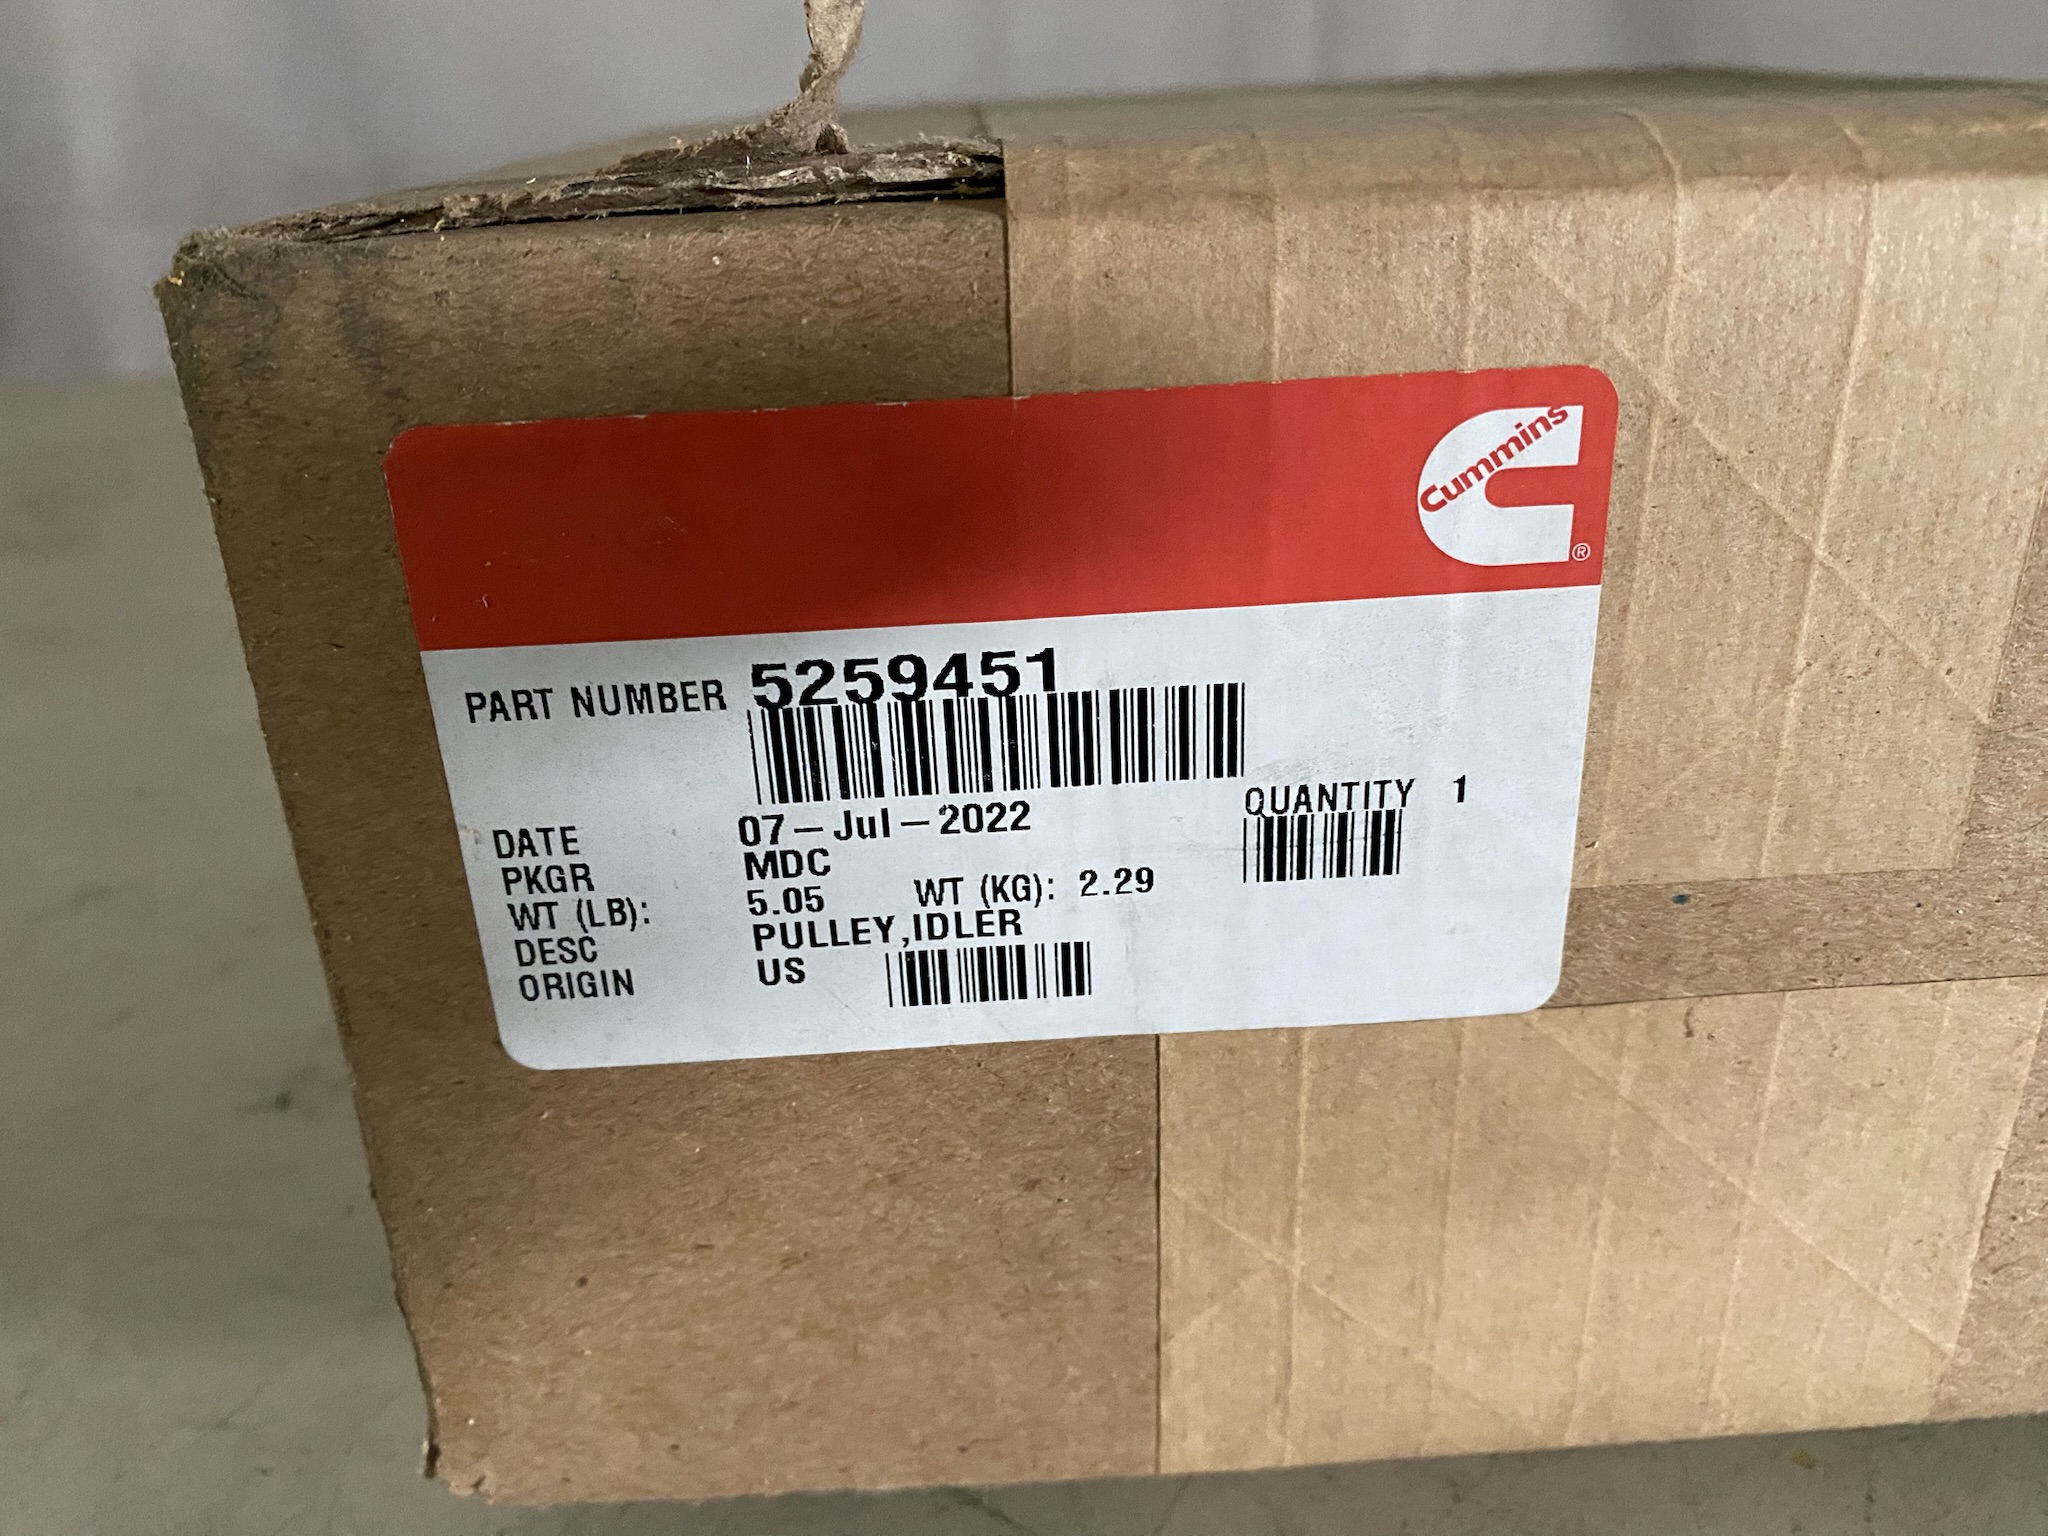 Cummins
®
PART NUMBER 5259451
QUANTITY 1
DATE 07-Jul-2022
PKGR MDC
WT (LB): 5.05 WT (KG): 2.29
DESC PULLEY,IDLER
ORIGIN US